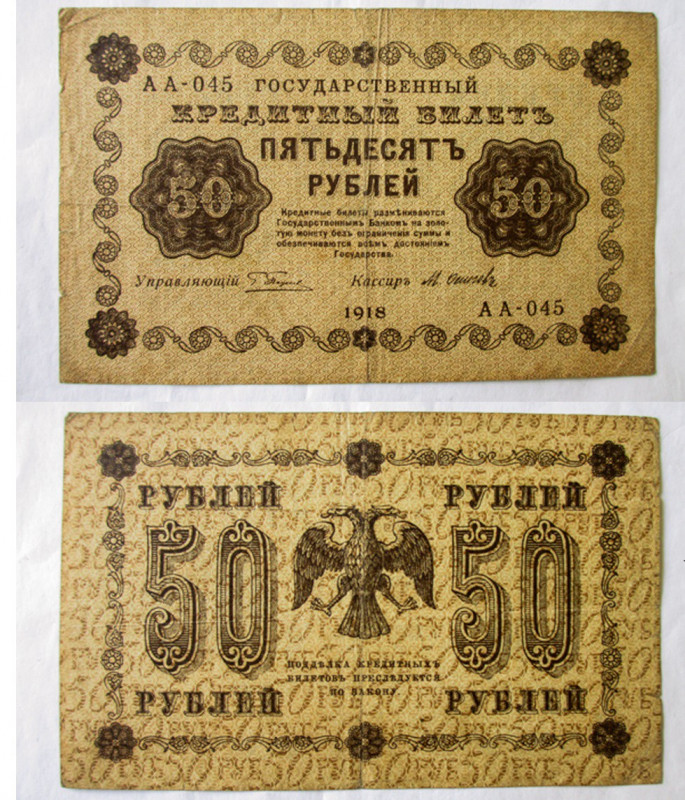 АА-045 ГОСУДАРСТВЕННЫЙ
КРЕДИТНЫЙ БИЛЕТЪ
ПЯТЬДЕСЯТЪ
РУБЛЕЙ
50
50
Кредитные билеты размѣниваются
Государственнымъ Банкомъ на золо-
тую монету безъ ограниченія суммы и
обезпечиваются всѣмъ достояніемъ
Государства.
Управляющій
Кассиръ
1918
АА-045
РУБЛЕЙ
РУБЛЕЙ
50
50
ПОДДѢЛКА КРЕДИТНЫХЪ
БИЛЕТОВЪ ПРЕСЛѢДУЕТСЯ
ПО ЗАКОНУ
РУБЛЕЙ
РУБЛЕЙ